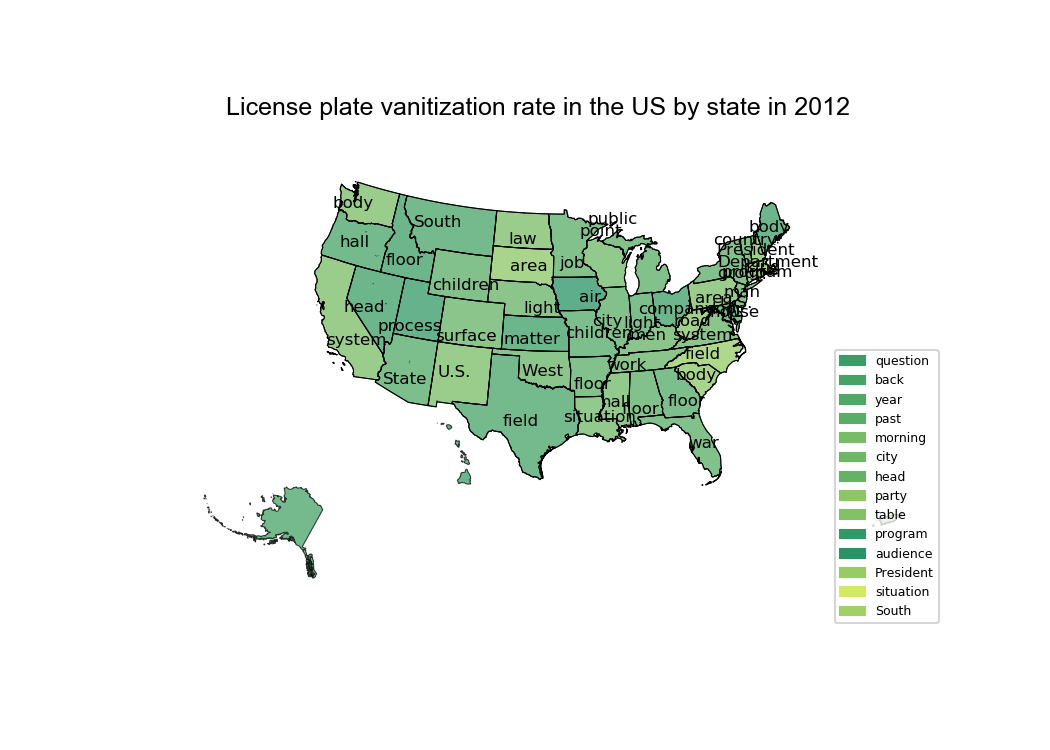 License plate vanitization rate in the US by state in 2012
body
South
public
point
body
hall
law
job
country
President
floor
area
Department
program
children
light
air
man
head
area
process
surface
matter
city
light
children
men
road
system
house
system
State
U.S.
West
work
field
floor
body
field
situation
hall
floor
floor
war
question
back
year
past
morning
city
head
party
table
program
audience
President
situation
South